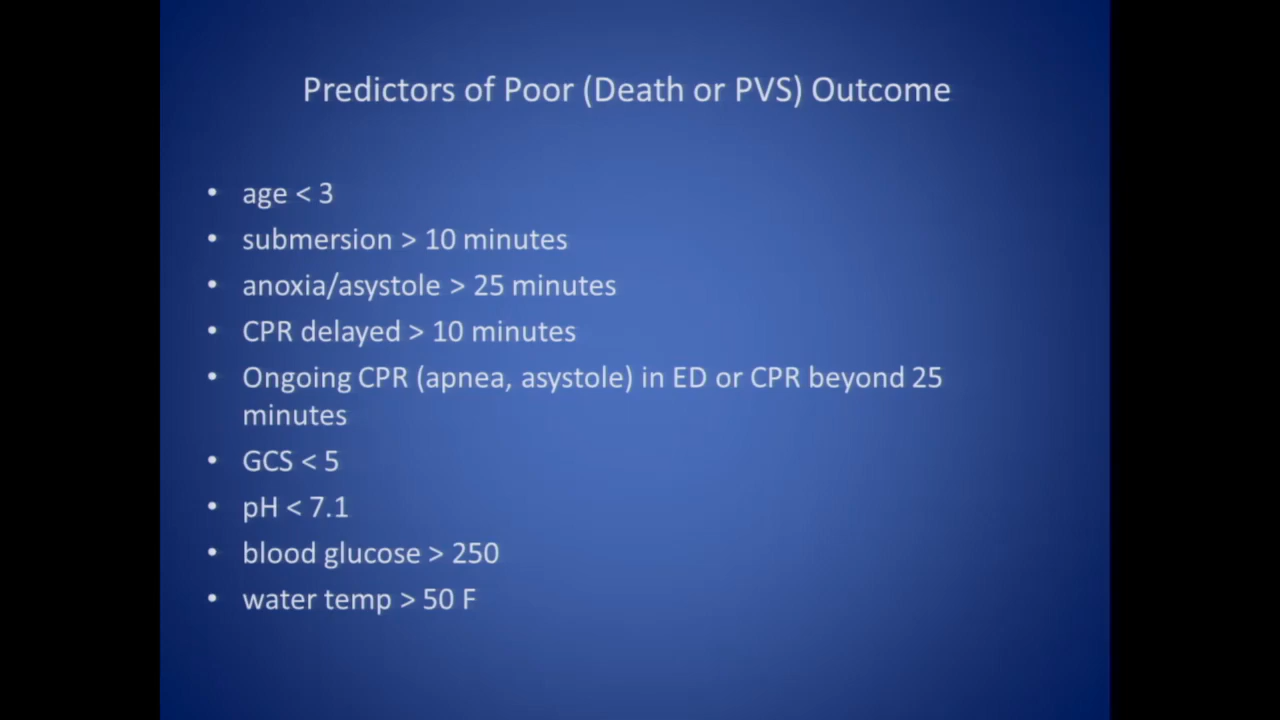 Predictors of Poor (Death or PVS) Outcome
• age < 3
• submersion > 10 minutes
• anoxia/asystole > 25 minutes
• CPR delayed > 10 minutes
• Ongoing CPR (apnea, asystole) in ED or CPR beyond 25
minutes
• GCS < 5
• pH < 7.1
• blood glucose > 250
• water temp > 50 F